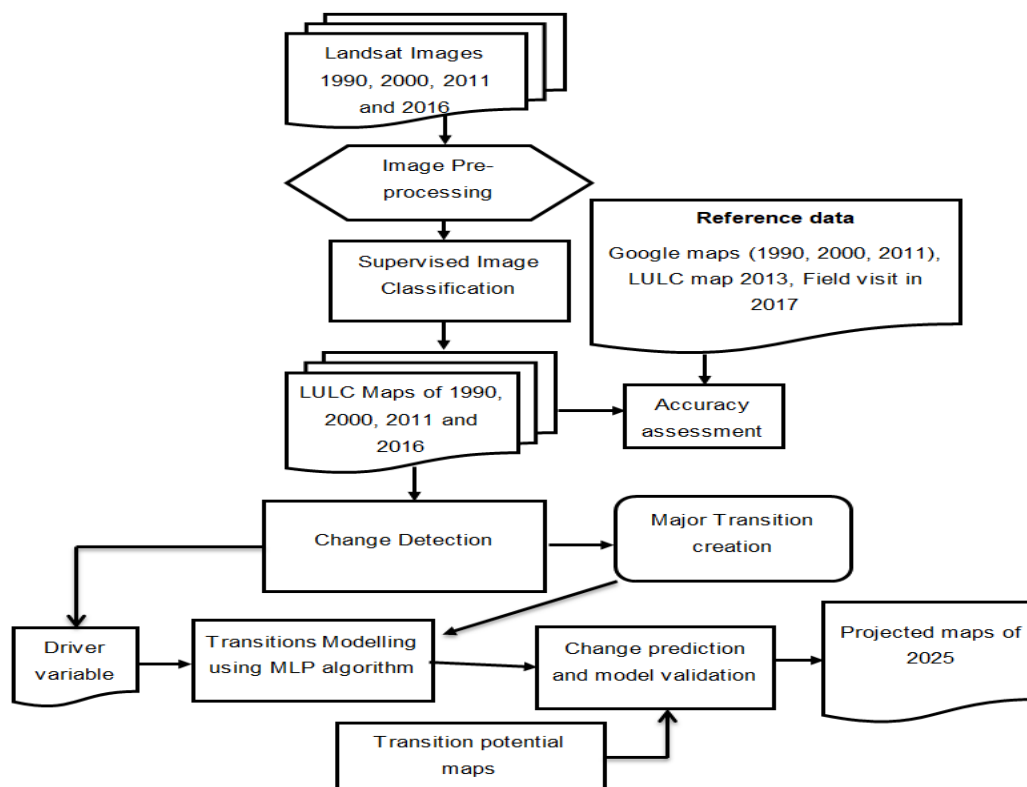 Landsat Images
1990, 2000, 2011
and 2016
Image Pre-
processing
Reference data
Google maps (1990, 2000, 2011),
LULC map 2013, Field visit in
2017
Supervised Image
Classification
LULC Maps of 1990,
2000, 2011 and
2016
Accuracy
assessment
Change Detection
Major Transition
creation
Driver
variable
Transitions Modelling
using MLP algorithm
Change prediction
and model validation
Projected maps of
2025
Transition potential
maps